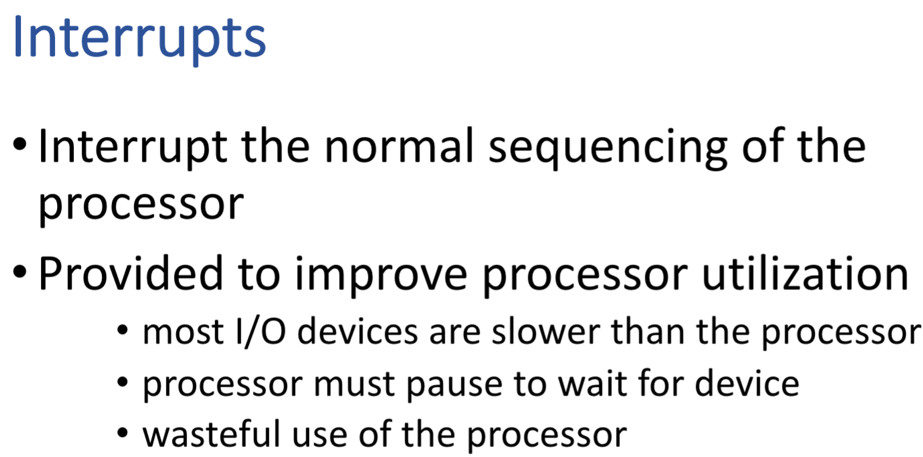 Interrupts
• Interrupt the normal sequencing of the
processor
• Provided to improve processor utilization
• most I/O devices are slower than the processor
• processor must pause to wait for device
• wasteful use of the processor